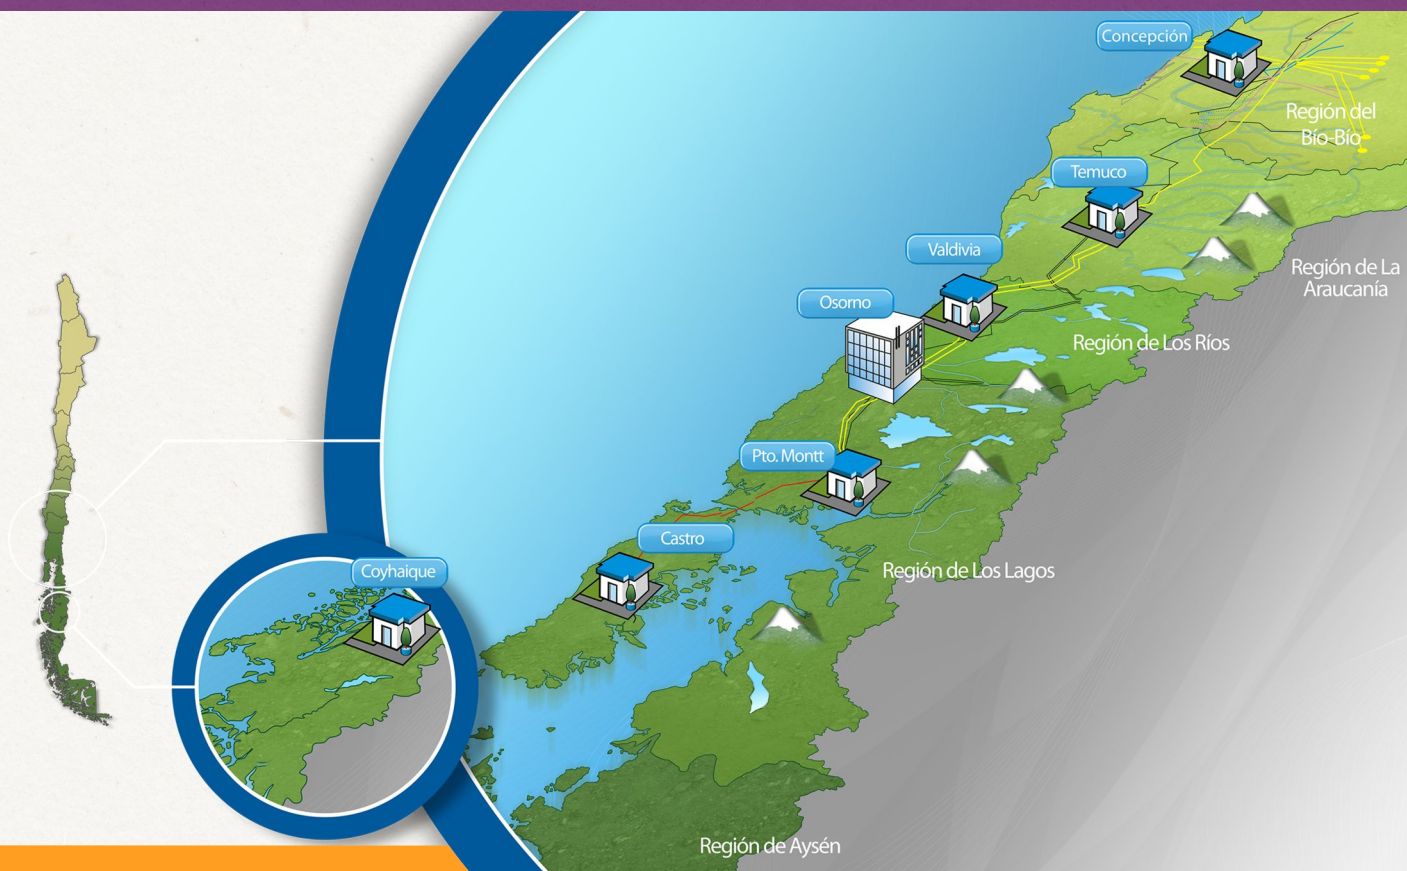 Concepción
Región del
Bío-Bío
Temuco
Valdivia
Región de La
Araucanía
Osorno
Región de Los Ríos
Pto. Montt
Castro
Región de Los Lagos
Coyhaique
Región de Aysén